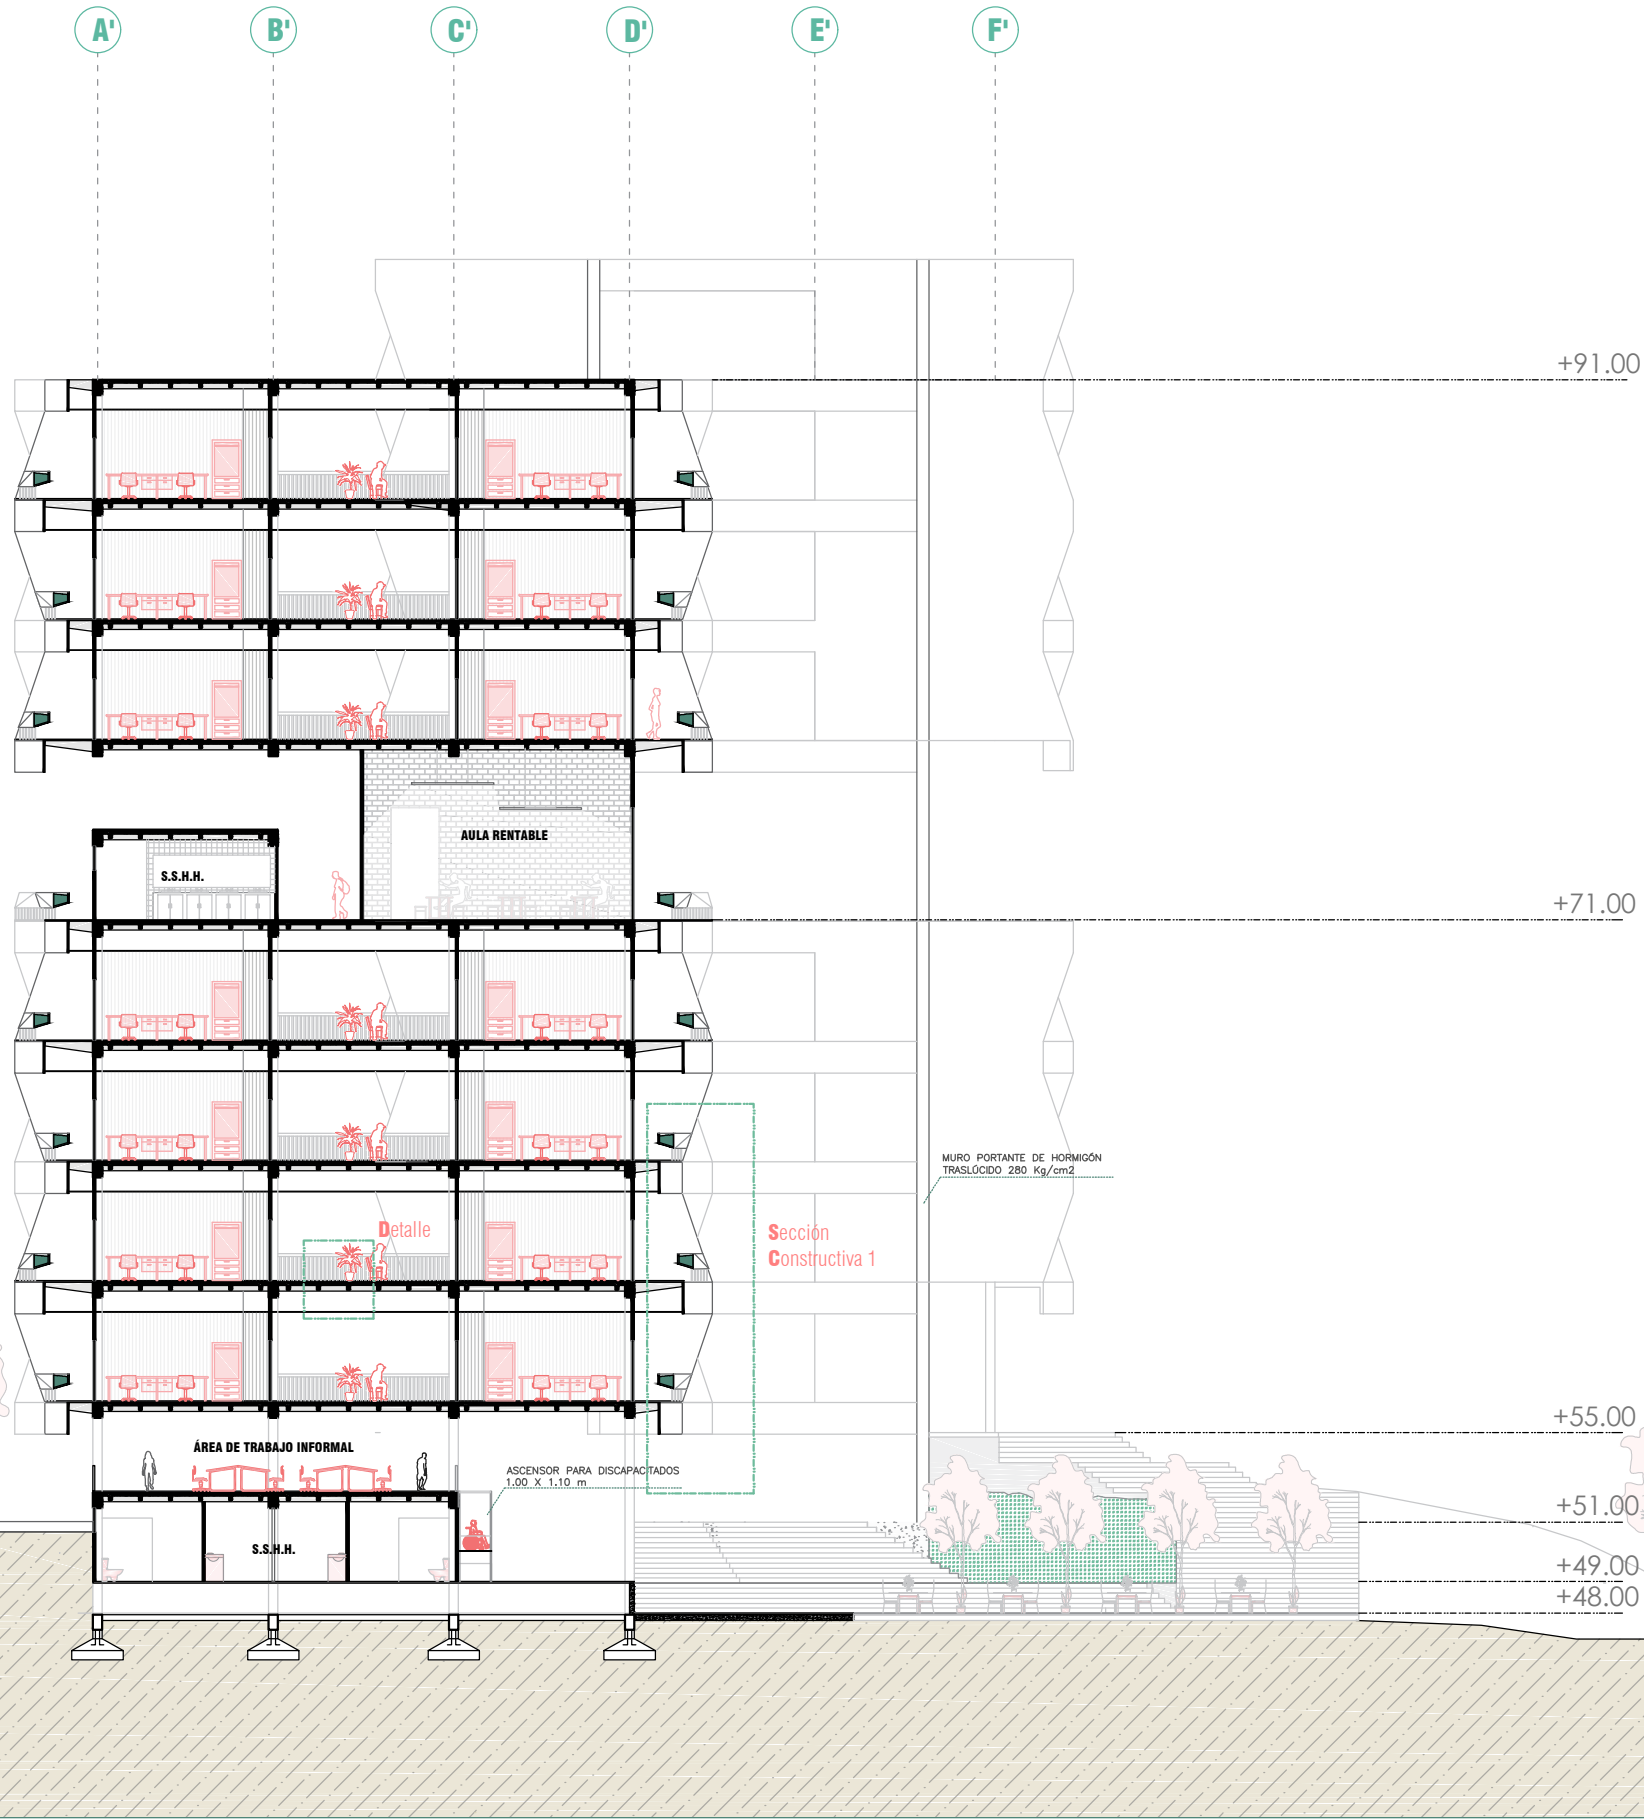 A' B' C' D' E' F'
+91.00
AULA RENTABLE
S.S.H.H.
+71.00
MURO PORTANTE DE HORMIGÓN
TRASLÚCIDO 280 Kg/cm2
Detalle
Sección
Constructiva 1
+55.00
ÁREA DE TRABAJO INFORMAL
ASCENSOR PARA DISCAPACITADOS
1.00 X 1.10 m
+51.00
S.S.H.H.
+49.00
+48.00